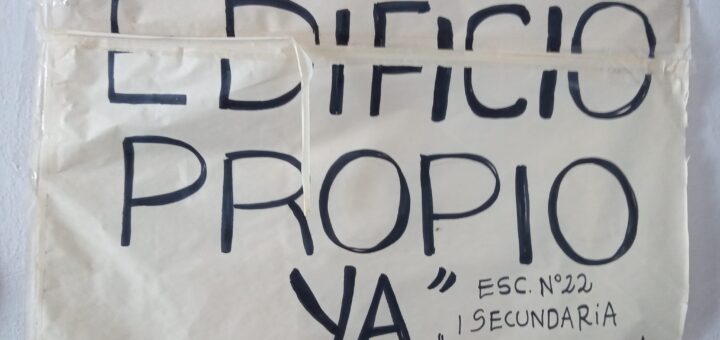 EDIFICIO
PROPIO
YA"
ESC. N°22
"I SECUNDARIA